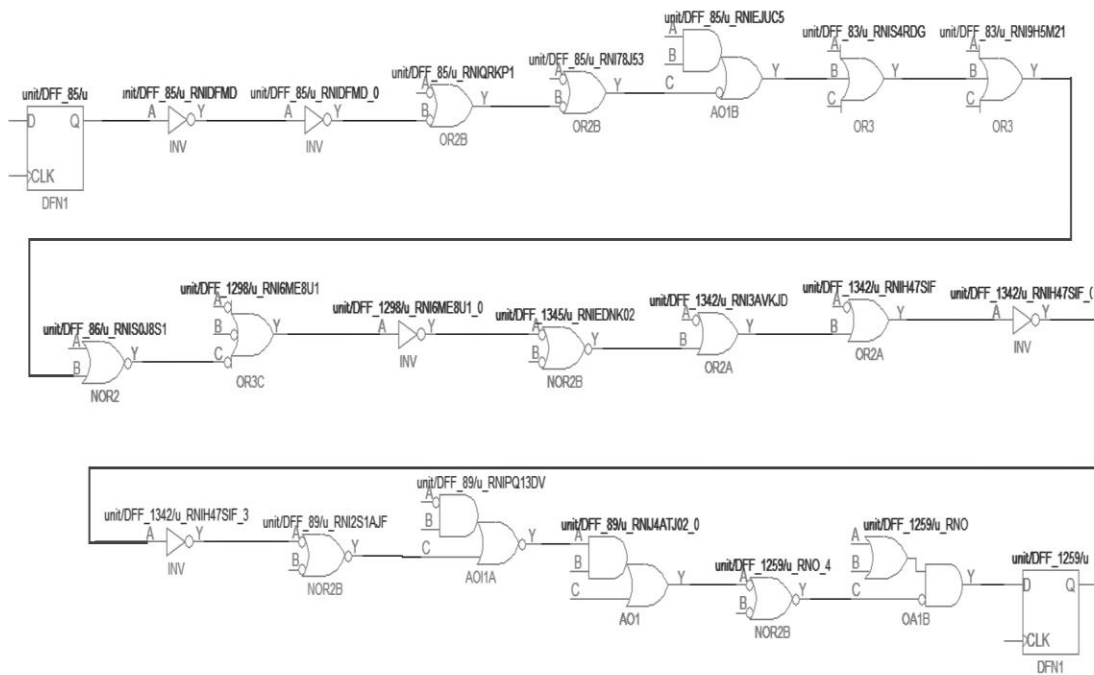 unit/DFF_85/u
D Q
CLK
DFN1
unit/DFF_85/u_RNIDFMD
A Y
INV
unit/DFF_85/u_RNIDFMD_0
A Y
INV
unit/DFF_85/u_RNIQRKP1
A
B Y
OR2B
unit/DFF_85/u_RNI78J53
A
B Y
OR2B
unit/DFF_85/u_RNIEJUC5
A
B
C Y
AO1B
unit/DFF_83/u_RNIS4RDG
A
B Y
C
OR3
unit/DFF_83/u_RNI9H5M21
A
B Y
C
OR3
unit/DFF_86/u_RNIS0J8S1
A
B Y
NOR2
unit/DFF_1298/u_RNI6ME8U1
A
B Y
C
OR3C
unit/DFF_1298/u_RNI6ME8U1_0
A Y
INV
unit/DFF_1345/u_RNIEDNK02
A
B Y
NOR2B
unit/DFF_1342/u_RNI3AVKJD
A
B Y
OR2A
unit/DFF_1342/u_RNIH47SIF
A
B Y
OR2A
unit/DFF_1342/u_RNIH47SIF_0
A Y
INV
unit/DFF_1342/u_RNIH47SIF_3
A Y
INV
unit/DFF_89/u_RNI2S1AJF
A
B Y
NOR2B
unit/DFF_89/u_RNIPQ13DV
A
B
C Y
AOI1A
unit/DFF_89/u_RNIJ4ATJ02_0
A
B
C Y
AO1
unit/DFF_1259/u_RNO_4
A
B Y
NOR2B
unit/DFF_1259/u_RNO
A
B
C Y
OA1B
unit/DFF_1259/u
D Q
CLK
DFN1